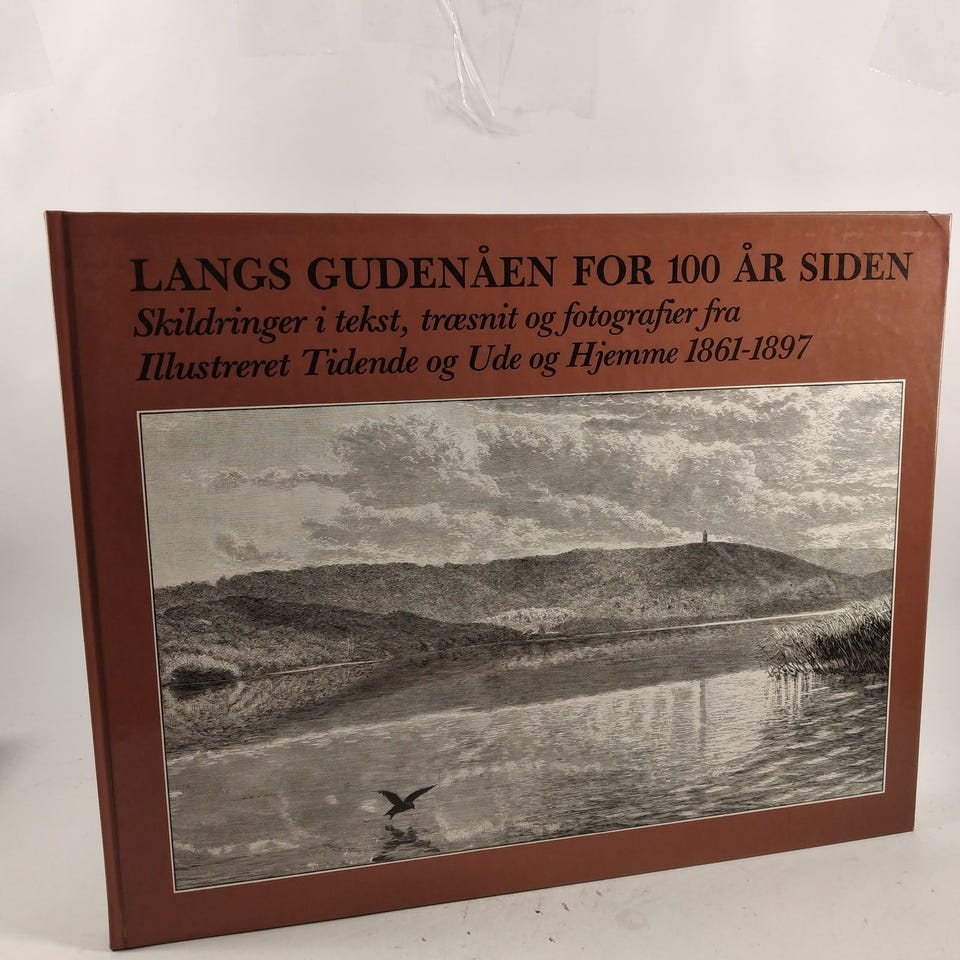 LANGS GUDENÅEN FOR 100 ÅR SIDEN
Skildringer i tekst, træsnit og fotografier fra
Illustreret Tidende og Ude og Hjemme 1861-1897